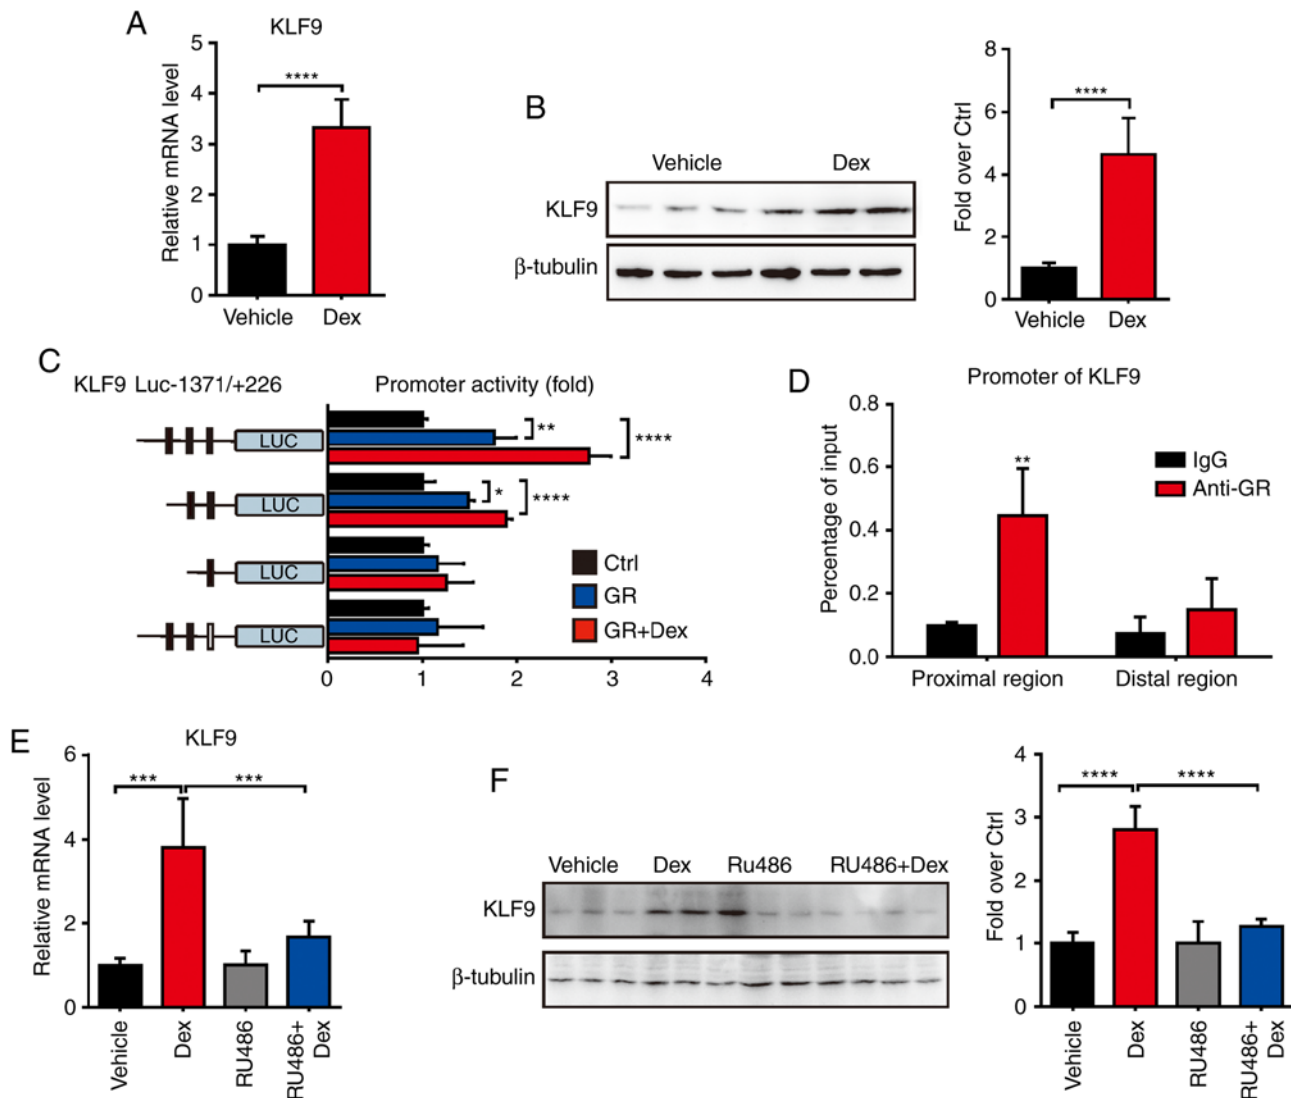 A
KLF9
Relative mRNA level
5
4
3
2
1
0
****
Vehicle
Dex
B
Vehicle
Dex
KLF9
β-tubulin
Fold over Ctrl
8
6
4
2
0
****
Vehicle
Dex
C
KLF9 Luc-1371/+226
Promoter activity (fold)
LUC
**
****
LUC
*
****
LUC
LUC
Ctrl
GR
GR+Dex
0
1
2
3
4
D
Promoter of KLF9
Percentage of input
0.8
0.6
0.4
0.2
0.0
**
IgG
Anti-GR
Proximal region
Distal region
E
KLF9
Relative mRNA level
6
4
2
0
***
***
Vehicle
Dex
RU486
RU486+
Dex
F
Vehicle
Dex
Ru486
RU486+Dex
KLF9
β-tubulin
Fold over Ctrl
4
3
2
1
0
****
****
Vehicle
Dex
RU486
RU486+
Dex